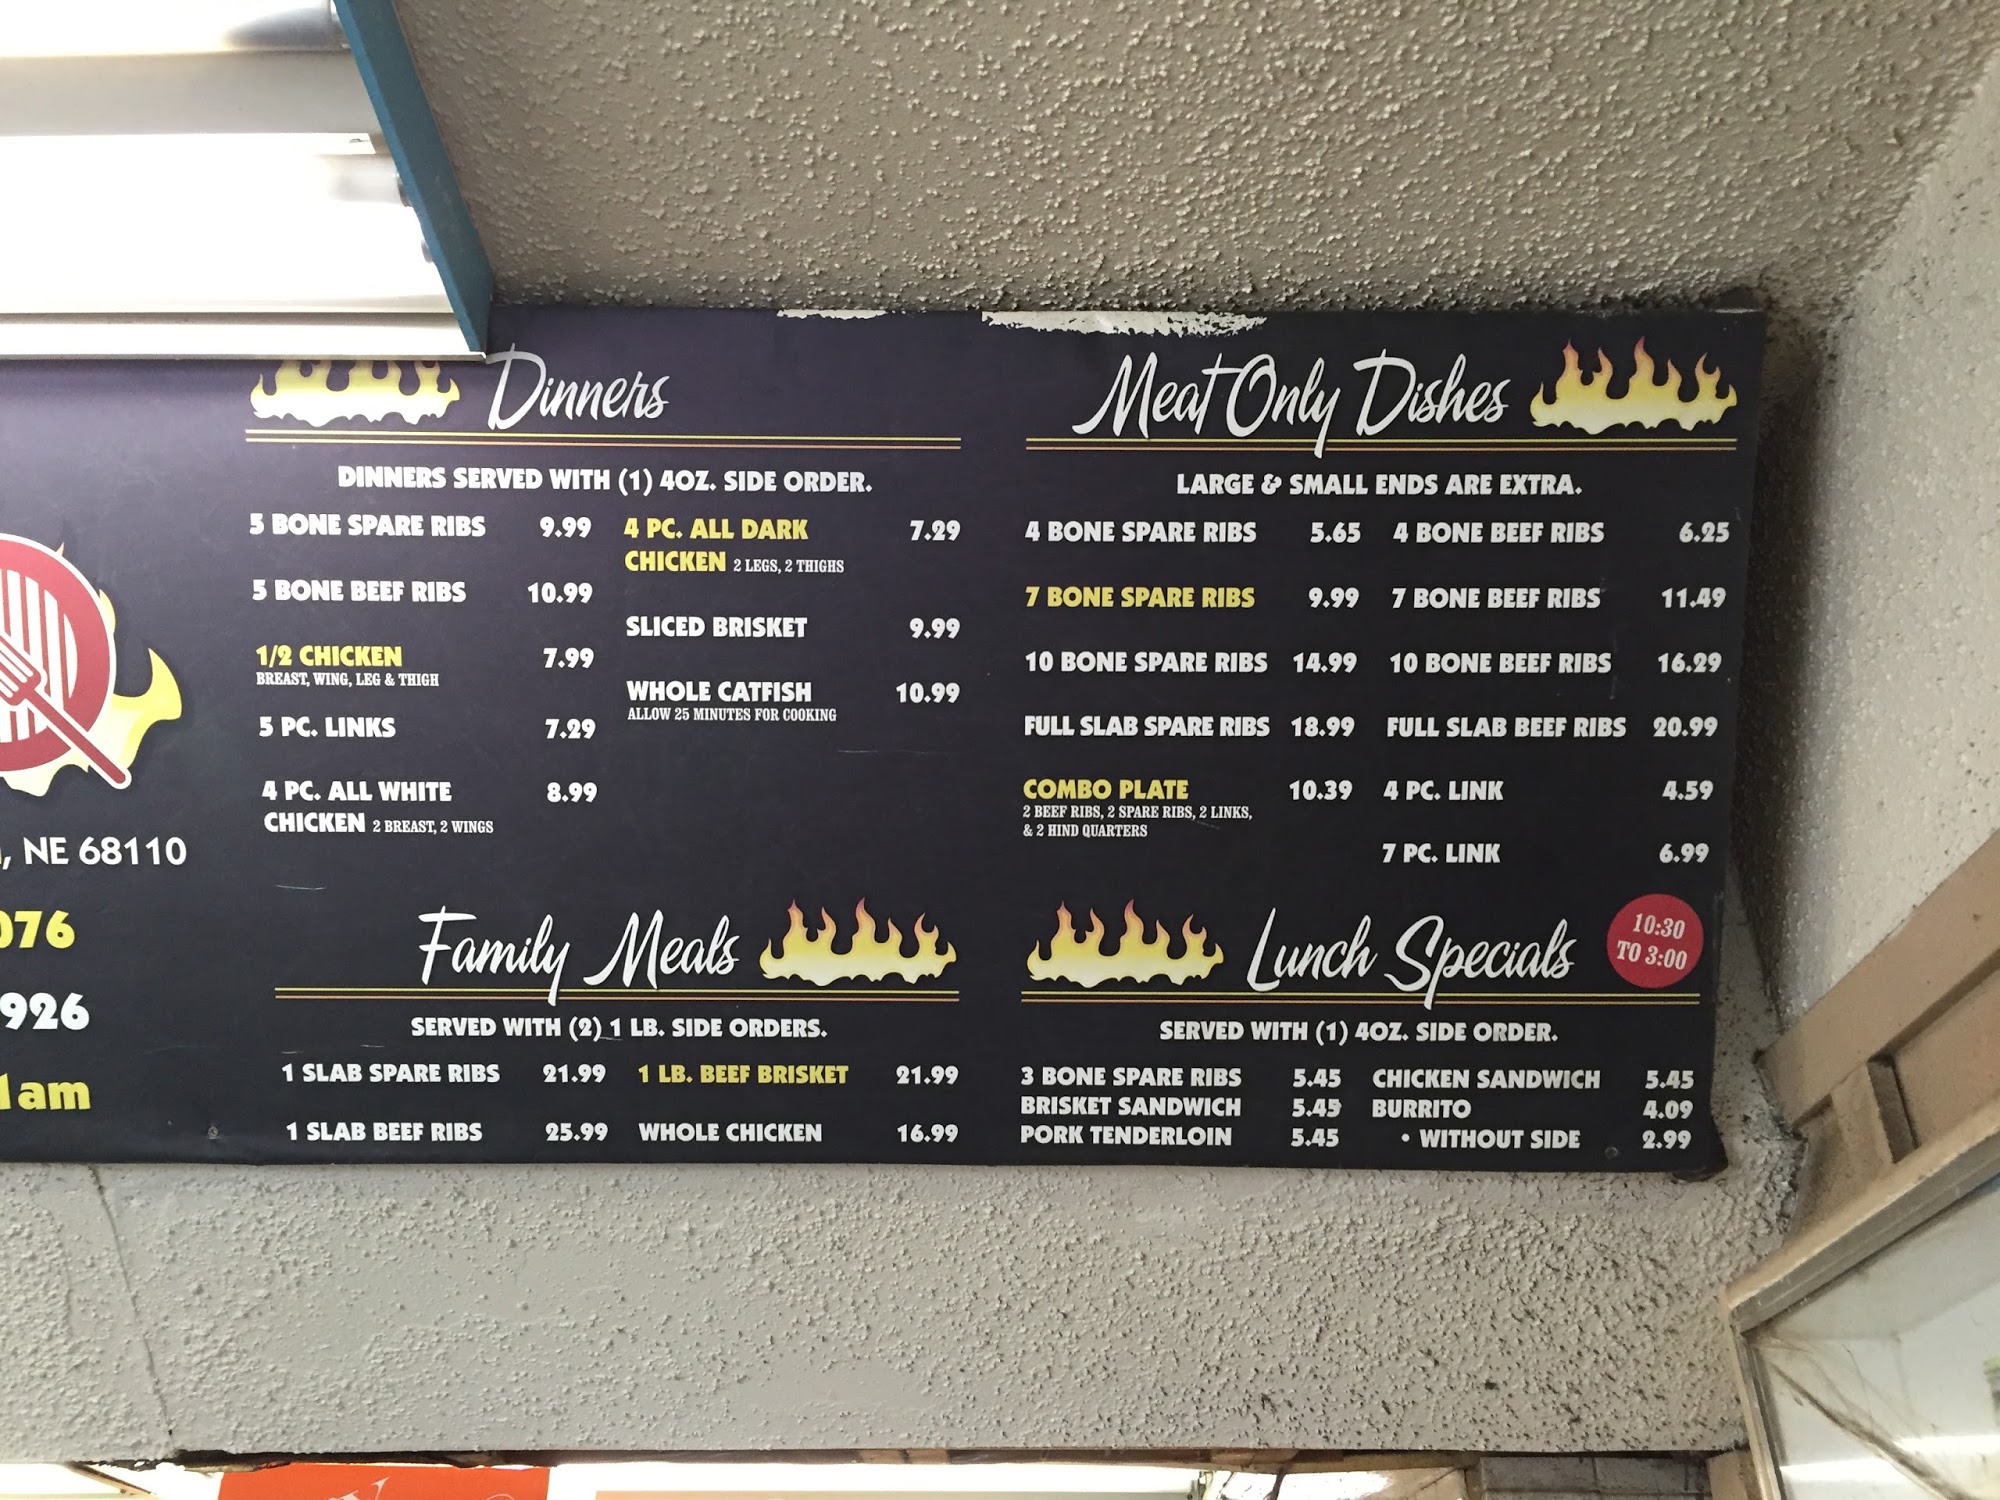 , NE 68110
076
926
1am
Dinners
DINNERS SERVED WITH (1) 4OZ. SIDE ORDER.
5 BONE SPARE RIBS 9.99
5 BONE BEEF RIBS 10.99
1/2 CHICKEN 7.99
BREAST, WING, LEG & THIGH
5 PC. LINKS 7.29
4 PC. ALL WHITE 8.99
CHICKEN 2 BREAST, 2 WINGS
4 PC. ALL DARK 7.29
CHICKEN 2 LEGS, 2 THIGHS
SLICED BRISKET 9.99
WHOLE CATFISH 10.99
ALLOW 25 MINUTES FOR COOKING
Meat Only Dishes
LARGE & SMALL ENDS ARE EXTRA.
4 BONE SPARE RIBS 5.65
7 BONE SPARE RIBS 9.99
10 BONE SPARE RIBS 14.99
FULL SLAB SPARE RIBS 18.99
COMBO PLATE 10.39
2 BEEF RIBS, 2 SPARE RIBS, 2 LINKS,
& 2 HIND QUARTERS
4 BONE BEEF RIBS 6.25
7 BONE BEEF RIBS 11.49
10 BONE BEEF RIBS 16.29
FULL SLAB BEEF RIBS 20.99
4 PC. LINK 4.59
7 PC. LINK 6.99
Family Meals
SERVED WITH (2) 1 LB. SIDE ORDERS.
1 SLAB SPARE RIBS 21.99
1 SLAB BEEF RIBS 25.99
1 LB. BEEF BRISKET 21.99
WHOLE CHICKEN 16.99
Lunch Specials
10:30
TO 3:00
SERVED WITH (1) 4OZ. SIDE ORDER.
3 BONE SPARE RIBS 5.45
BRISKET SANDWICH 5.45
PORK TENDERLOIN 5.45
CHICKEN SANDWICH 5.45
BURRITO 4.09
• WITHOUT SIDE 2.99